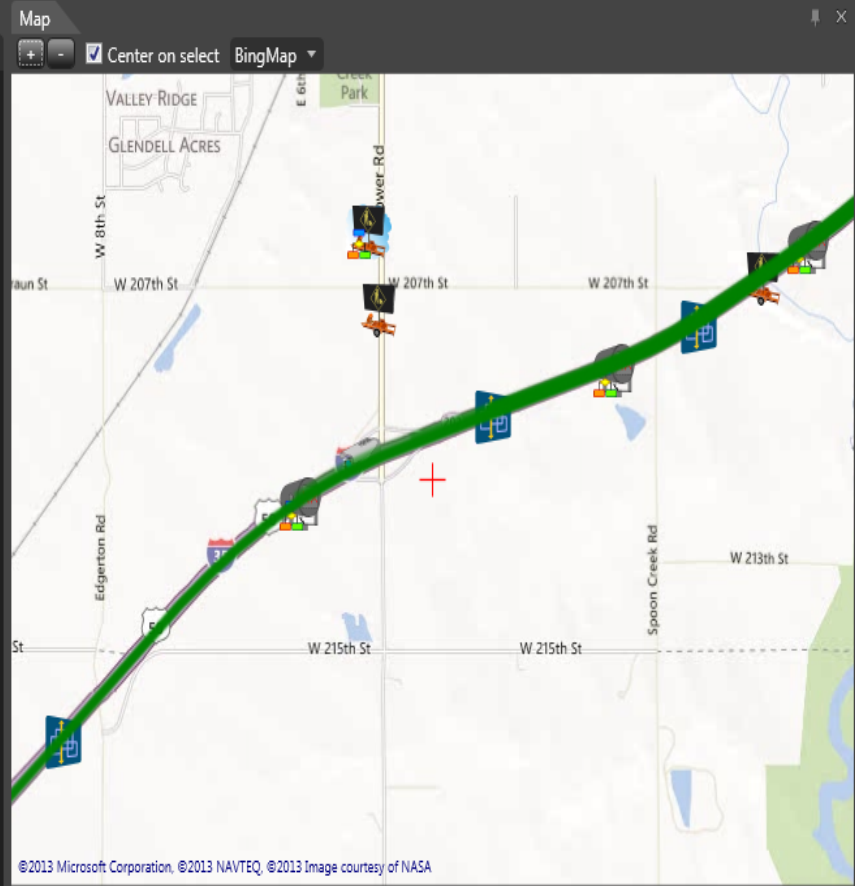 Map
+ - Center on select BingMap
Creek
Park
E 6th
VALLEY RIDGE
GLENDELL ACRES
W 8th St
ower Rd
raun St
W 207th St
W 207th St
W 207th St
35
Edgerton Rd
Spoon Creek Rd
W 213th St
St
W 215th St
W 215th St
©2013 Microsoft Corporation, ©2013 NAVTEQ, ©2013 Image courtesy of NASA